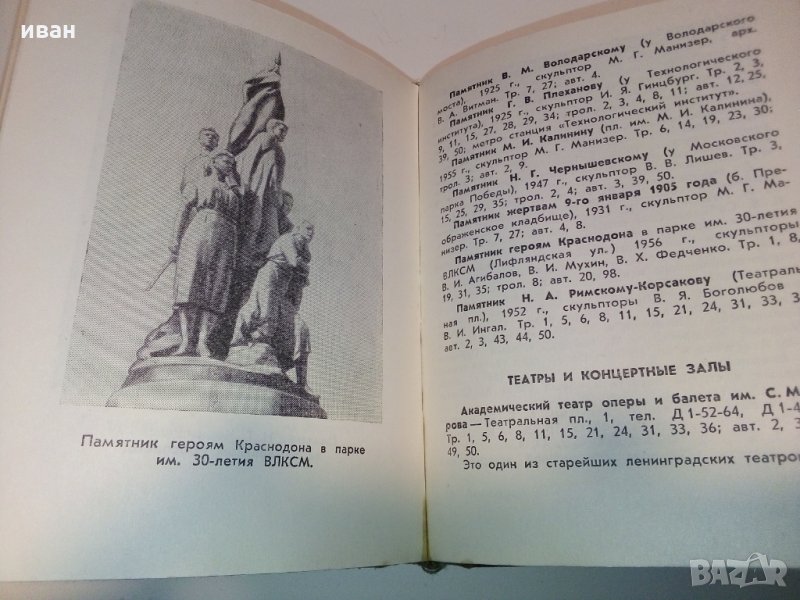 иван
Памятник героям Краснодона в парке
им. 30-летия ВЛКСМ.
Памятник В. М. Володарскому (у Володарского
моста), 1925 г., скульптор М. Г. Манизер, арх.
В. А. Витман. Тр. 7, 27; авт. 4.
Памятник Г. В. Плеханову (у Технологического
института), 1925 г., скульптор И. Я. Гинцбург. Тр. 2, 3,
9, 11, 15, 27, 28, 29, 34; трол. 2, 3, 4, 8, 11; авт. 12, 25,
39, 50; метро станция «Технологический институт».
Памятник М. И. Калинину (пл. им. М. И. Калинина),
1955 г., скульптор М. Г. Манизер. Тр. 6, 14, 19, 23, 30;
трол. 3; авт. 2, 9.
Памятник Н. Г. Чернышевскому (у Московского
парка Победы), 1947 г., скульптор В. В. Лишев. Тр. 3,
15, 25, 29, 35; трол. 2, 4; авт. 3, 39, 50.
Памятник жертвам 9-го января 1905 года (б. Пре-
ображенское кладбище), 1931 г., скульптор М. Г. Ма-
низер. Тр. 7, 27; авт. 4, 8.
Памятник героям Краснодона в парке им. 30-летия
ВЛКСМ (Лифляндская ул.) 1956 г., скульпторы
В. И. Агибалов, В. И. Мухин, В. Х. Федченко. Тр. 1, 8,
19, 31, 35; трол. 8; авт. 20, 98.
Памятник Н. А. Римскому-Корсакову (Театраль-
ная пл.), 1952 г., скульпторы В. Я. Боголюбов
В. И. Ингал. Тр. 1, 5, 6, 8, 11, 15, 21, 24, 31, 33, 3
авт. 2, 3, 43, 44, 50.
ТЕАТРЫ И КОНЦЕРТНЫЕ ЗАЛЫ
Академический театр оперы и балета им. С. М
рова — Театральная пл., 1, тел. Д 1-52-64, Д 1-4
Тр. 1, 5, 6, 8, 11, 15, 21, 24, 31, 33, 36; авт. 2, 3
49, 50.
Это один из старейших ленинградских театров
BAZAR